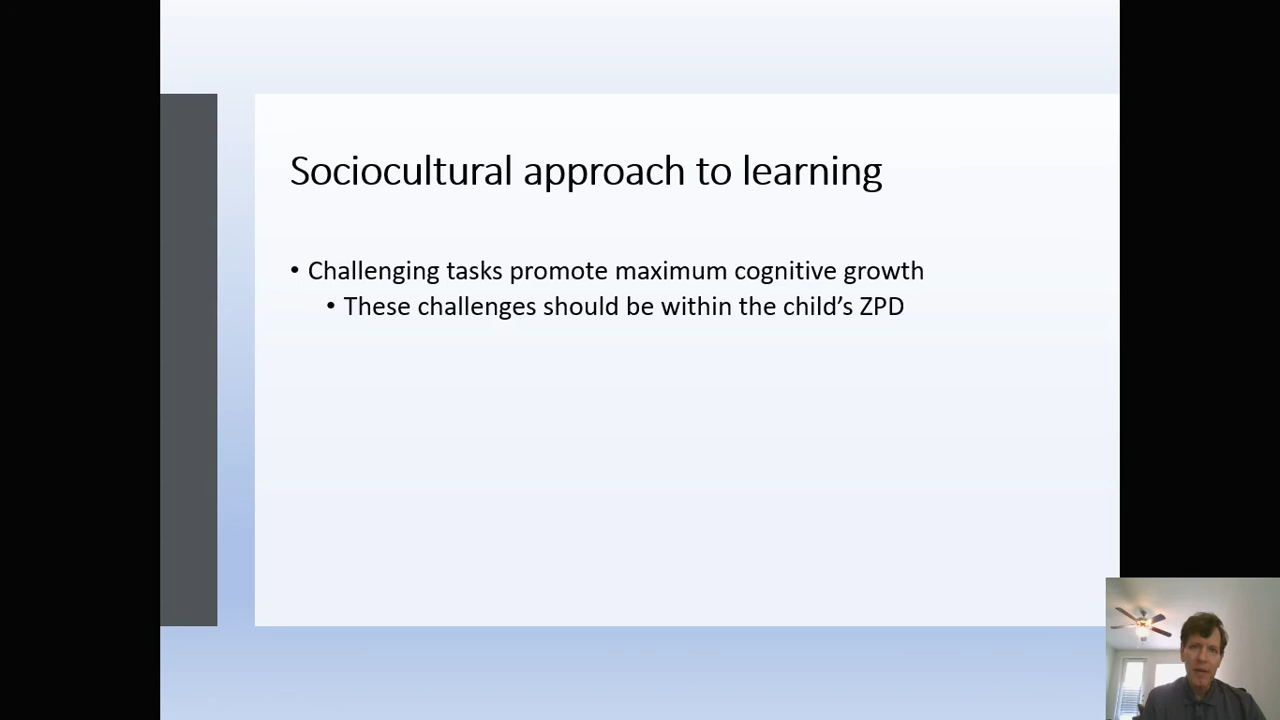 Sociocultural approach to learning
• Challenging tasks promote maximum cognitive growth
• These challenges should be within the child’s ZPD